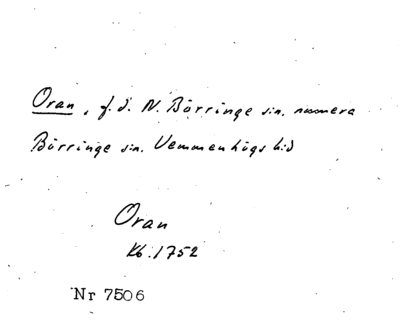 Oran, f.d. N. Börringe sn. numera
Börringe sn. Vemmenhögs hd
Oran
Kb. 1752
Nr 7506